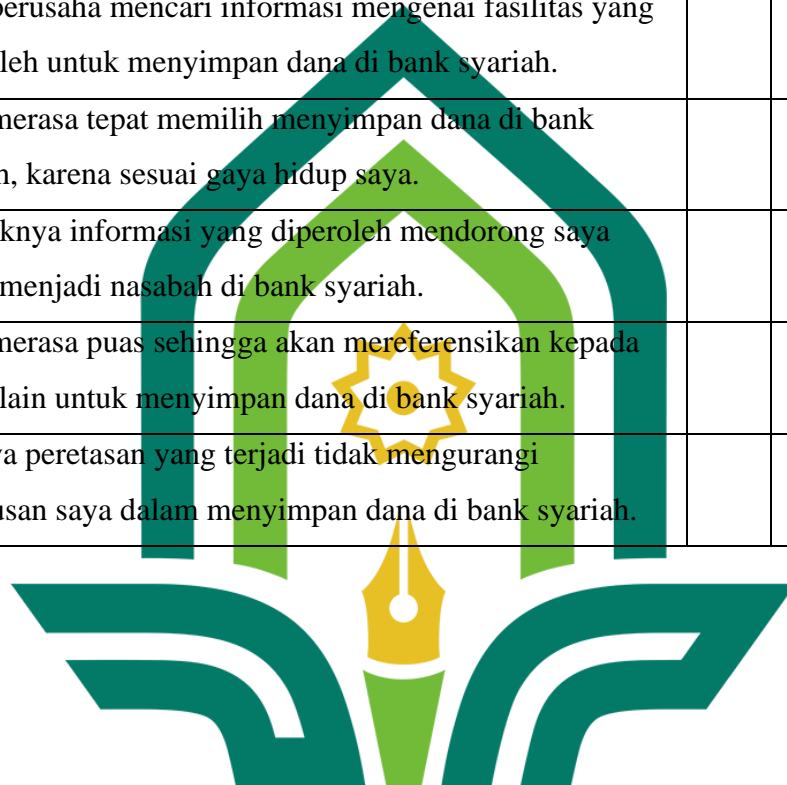 berusaha mencari informasi mengenai fasilitas yang
leh untuk menyimpan dana di bank syariah.
merasa tepat memilih menyimpan dana di bank
h, karena sesuai gaya hidup saya.
knya informasi yang diperoleh mendorong saya
menjadi nasabah di bank syariah.
merasa puas sehingga akan mereferensikan kepada
lain untuk menyimpan dana di bank syariah.
ya peretasan yang terjadi tidak mengurangi
usan saya dalam menyimpan dana di bank syariah.